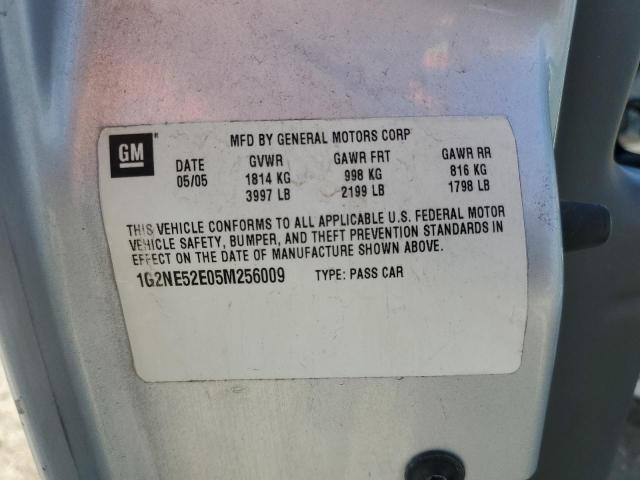 GM
MFD BY GENERAL MOTORS CORP
DATE GVWR GAWR FRT GAWR RR
05/05 1814 KG 998 KG 816 KG
3997 LB 2199 LB 1798 LB
THIS VEHICLE CONFORMS TO ALL APPLICABLE U.S. FEDERAL MOTOR
VEHICLE SAFETY, BUMPER, AND THEFT PREVENTION STANDARDS IN
EFFECT ON THE DATE OF MANUFACTURE SHOWN ABOVE.
1G2NE52E05M256009 TYPE: PASS CAR